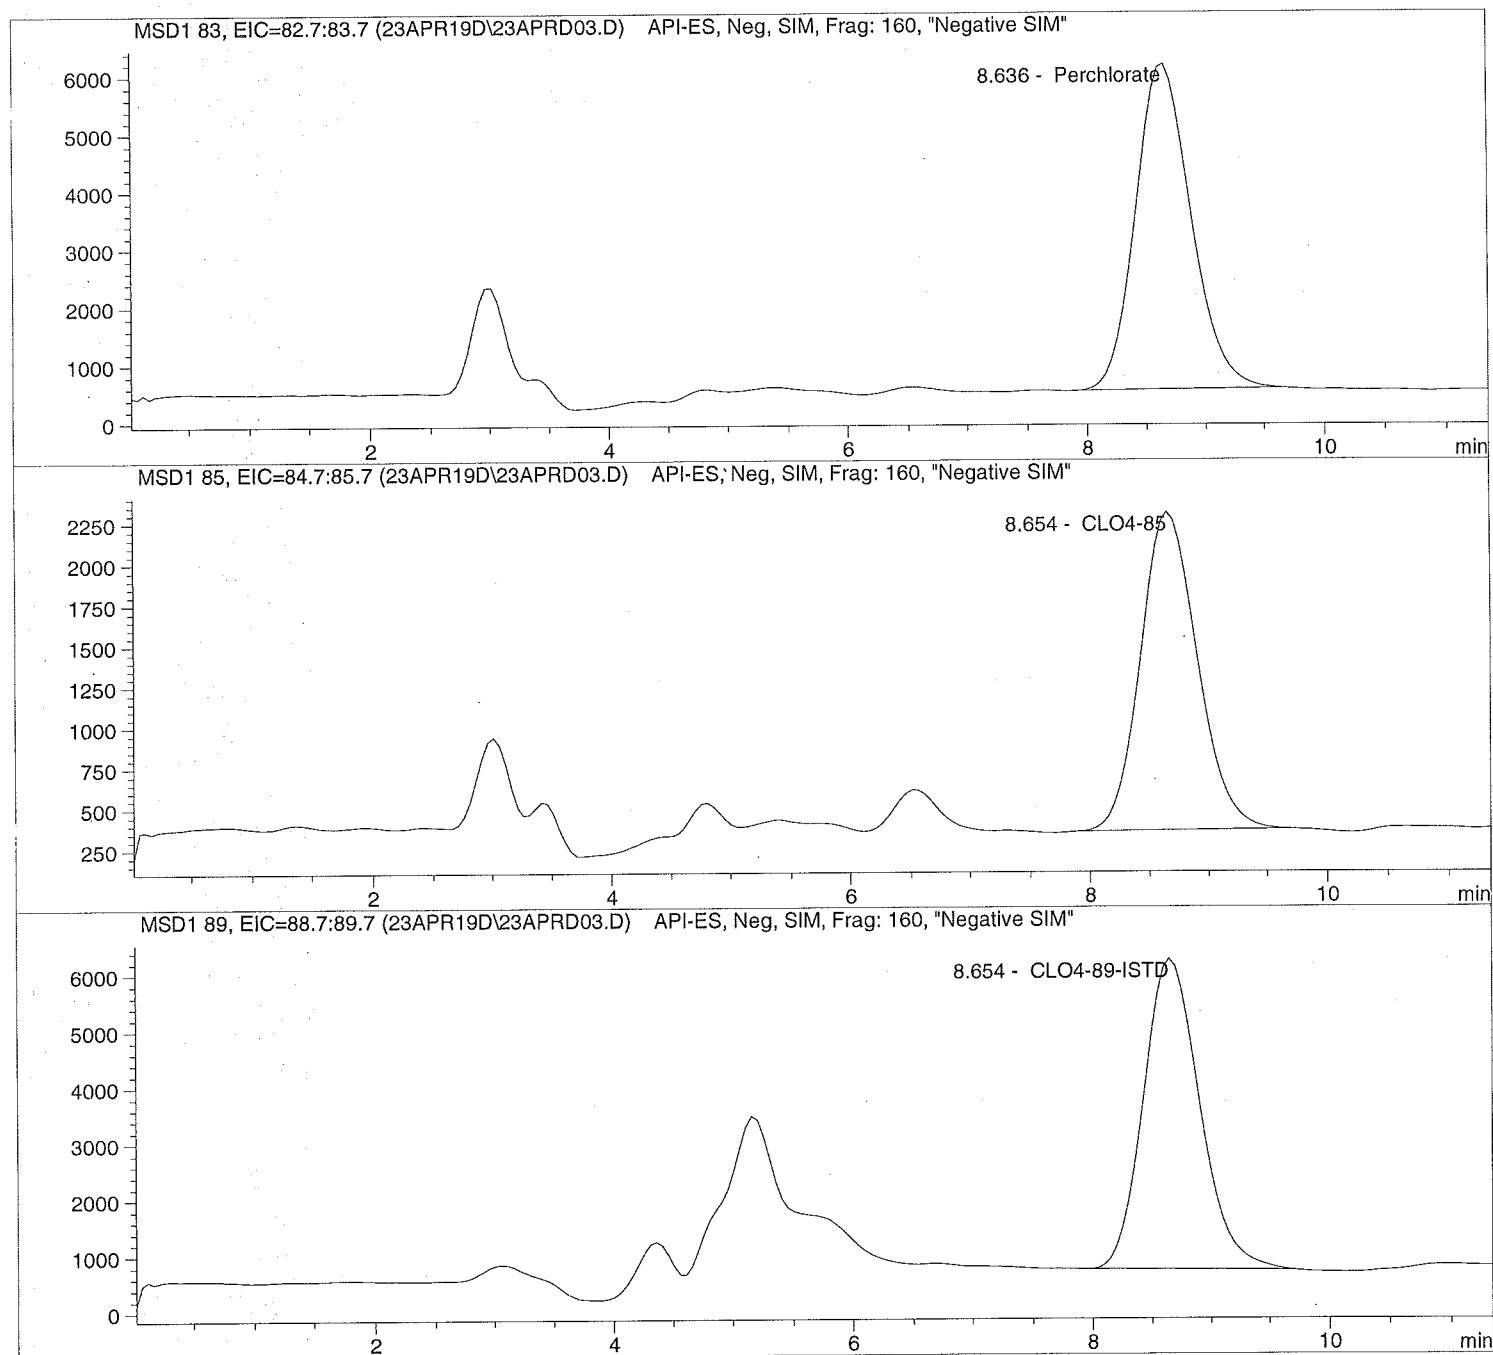 MSD1 83, EIC=82.7:83.7 (23APR19D\23APRD03.D) API-ES, Neg, SIM, Frag: 160, "Negative SIM"
8.636 - Perchlorate
6000
5000
4000
3000
2000
1000
0
2 4 6 8 10 min
MSD1 85, EIC=84.7:85.7 (23APR19D\23APRD03.D) API-ES, Neg, SIM, Frag: 160, "Negative SIM"
8.654 - CLO4-85
2250
2000
1750
1500
1250
1000
750
500
250
2 4 6 8 10 min
MSD1 89, EIC=88.7:89.7 (23APR19D\23APRD03.D) API-ES, Neg, SIM, Frag: 160, "Negative SIM"
8.654 - CLO4-89-ISTD
6000
5000
4000
3000
2000
1000
0
2 4 6 8 10 min